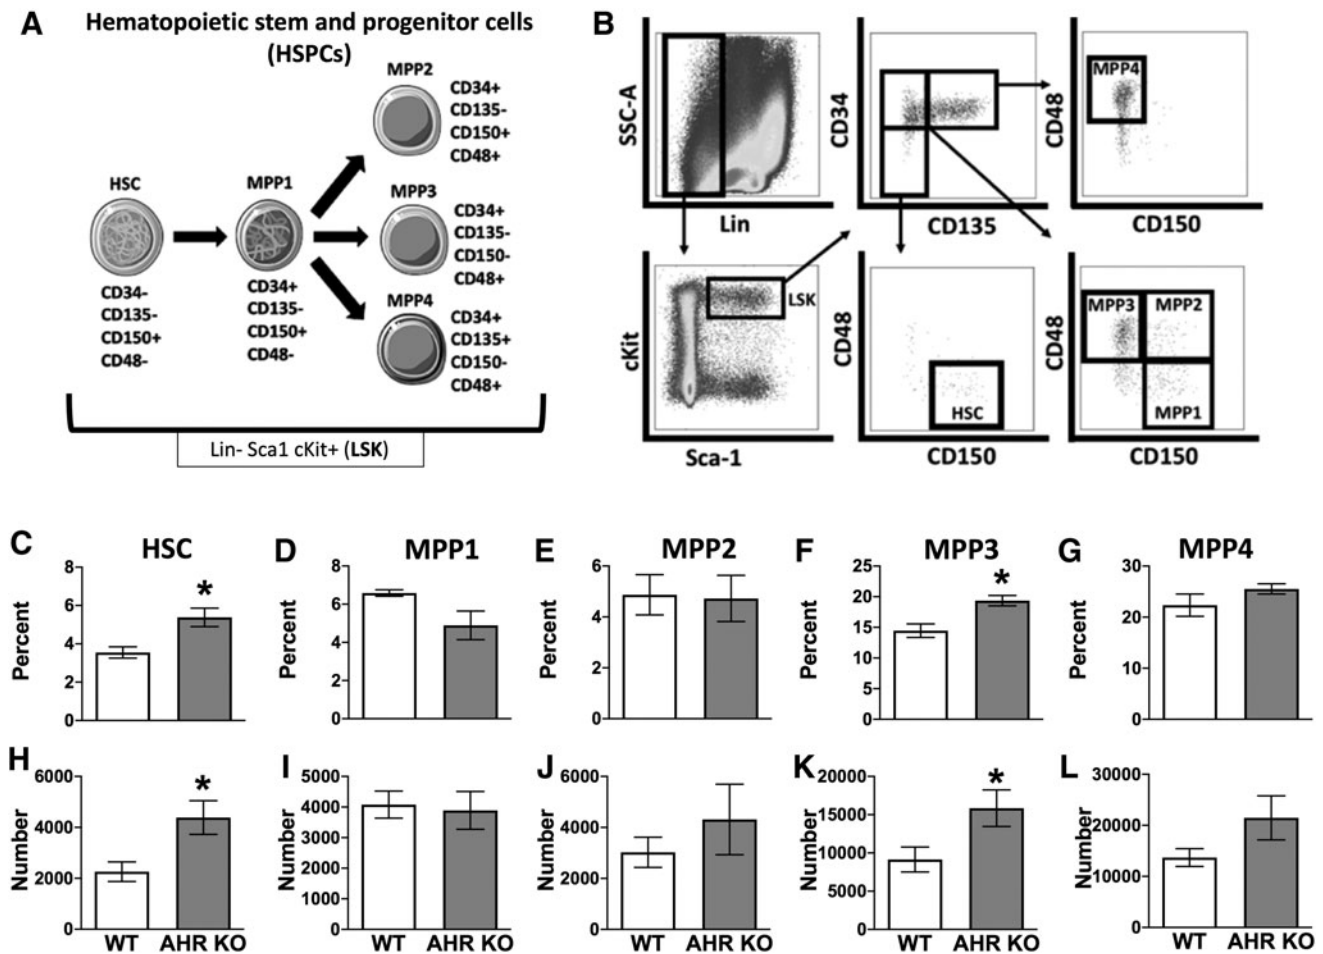 A
Hematopoietic stem and progenitor cells
(HSPCs)
HSC
CD34-
CD135-
CD150+
CD48-
MPP1
CD34+
CD135-
CD150+
CD48-
MPP2
CD34+
CD135-
CD150+
CD48+
MPP3
CD34+
CD135-
CD150-
CD48+
MPP4
CD34+
CD135+
CD150-
CD48+
Lin- Sca1 cKit+ (LSK)
B
SSC-A
Lin
CD34
CD135
CD48
MPP4
CD150
cKit
LSK
Sca-1
CD48
HSC
CD150
CD48
MPP3 MPP2
MPP1
CD150
C
HSC
Percent
8
6
4
2
0
*
D
MPP1
Percent
8
6
4
2
0
E
MPP2
Percent
6
4
2
0
F
MPP3
Percent
25
20
15
10
5
0
*
G
MPP4
Percent
30
20
10
0
H
Number
6000
4000
2000
0
*
WT AHR KO
I
Number
5000
4000
3000
2000
1000
0
WT AHR KO
J
Number
6000
4000
2000
0
WT AHR KO
K
Number
20000
15000
10000
5000
0
*
WT AHR KO
L
Number
30000
20000
10000
0
WT AHR KO